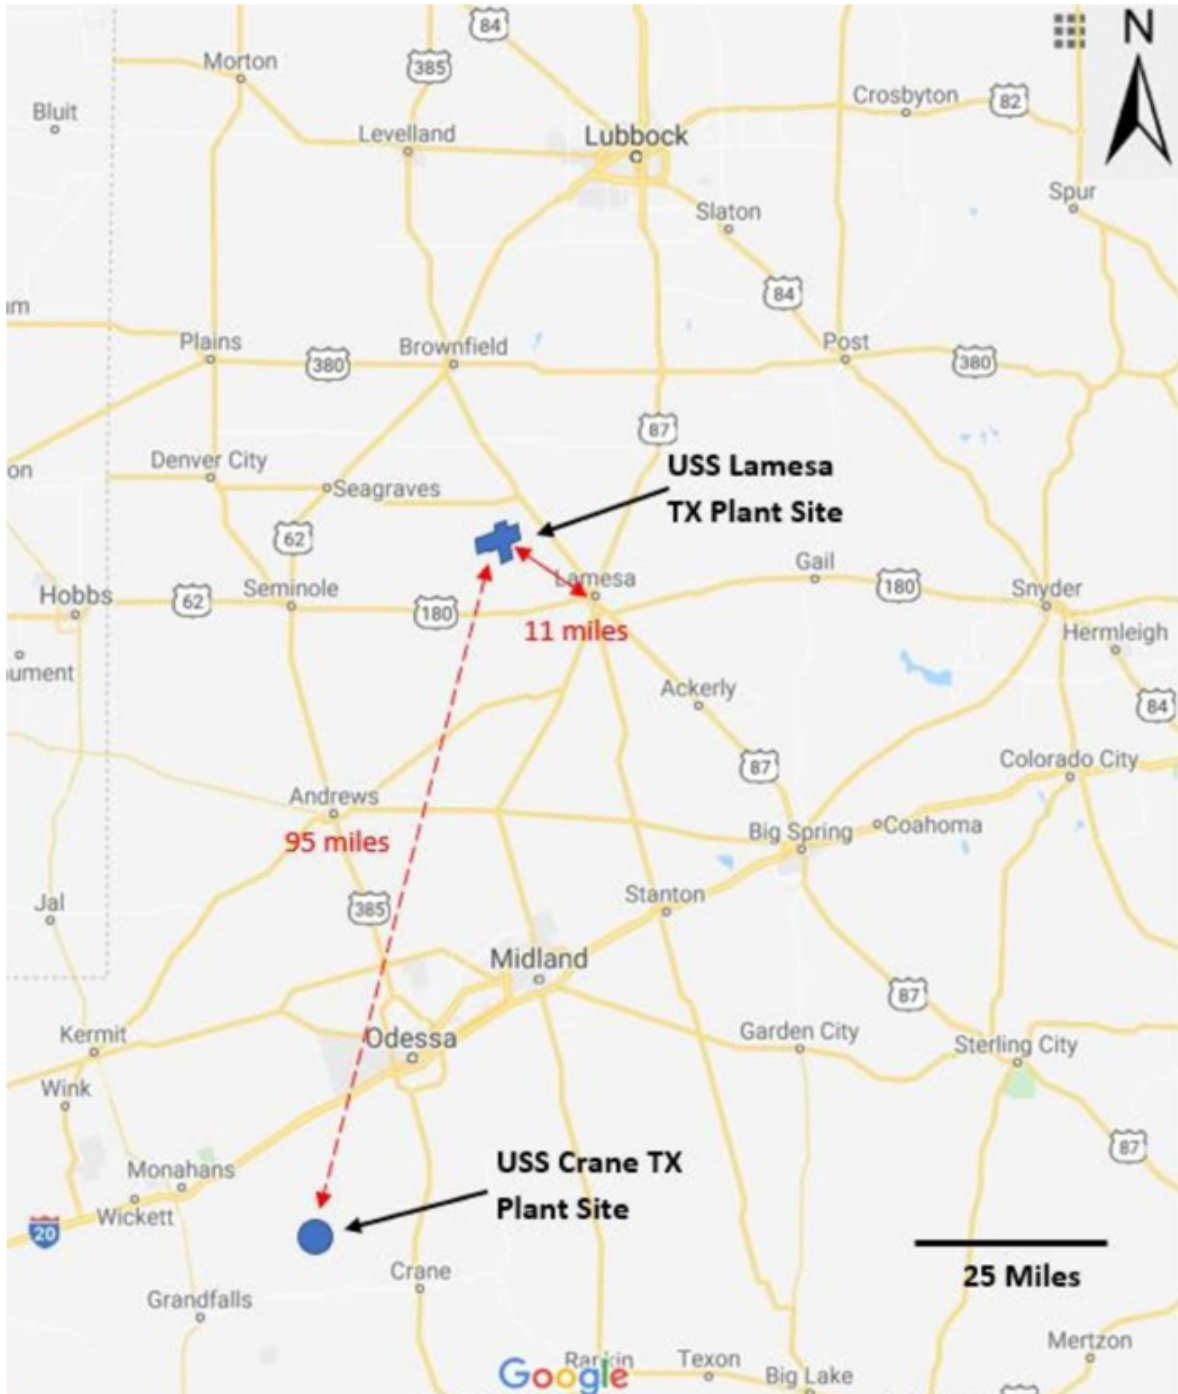 84
N
Morton
385
Crosbyton
82
Bluit
Levelland
Lubbock
Spur
Slaton
84
m
Plains
380
Brownfield
Post
380
87
Denver City
on
USS Lamesa
TX Plant Site
Seagraves
62
Gail
Lamesa
Hobbs
62
Seminole
180
180
Snyder
11 miles
Hermleigh
ument
Ackerly
84
87
Colorado City
Andrews
95 miles
Big Spring
Coahoma
Jal
385
Stanton
Midland
87
Kermit
Odessa
Garden City
Sterling City
Wink
87
USS Crane TX
Plant Site
Monahans
Wickett
20
25 Miles
Crane
Grandfalls
Mertzon
Google
Texon
Big Lake